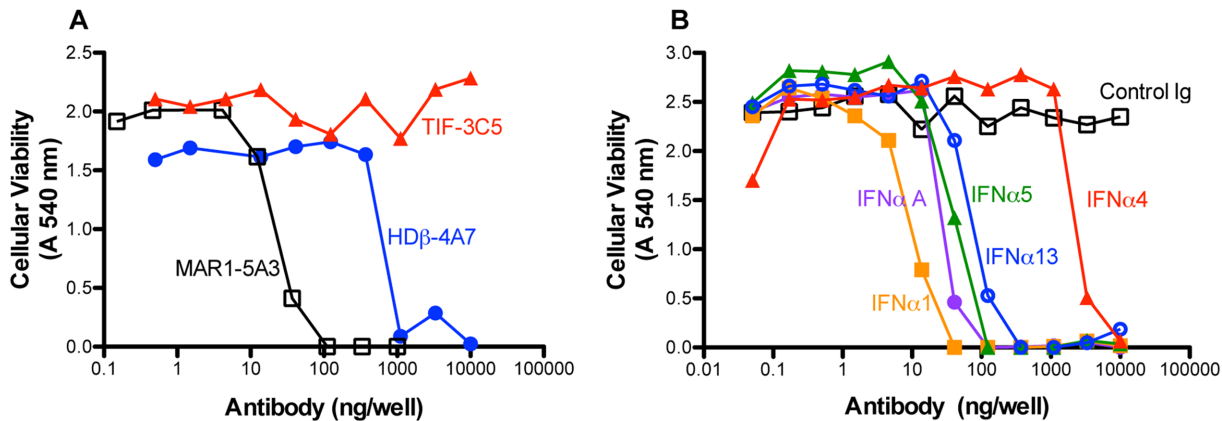 A
Cellular Viability
(A 540 nm)
2.5
2.0
1.5
1.0
0.5
0.0
TIF-3C5
HDβ-4A7
MAR1-5A3
0.1 1 10 100 1000 10000 100000
Antibody (ng/well)
B
Cellular Viability
(A 540 nm)
3.0
2.5
2.0
1.5
1.0
0.5
0.0
Control Ig
IFNα A
IFNα5
IFNα4
IFNα13
IFNα1
0.01 0.1 1 10 100 1000 10000 100000
Antibody (ng/well)